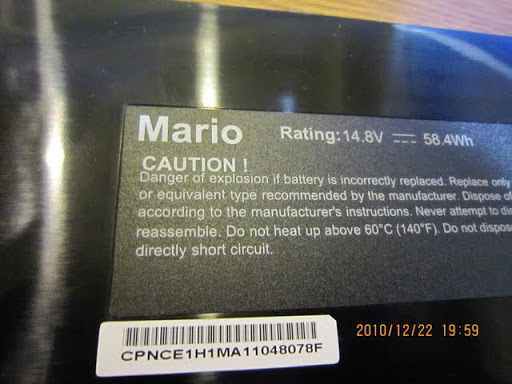 Mario Rating: 14.8V 58.4Wh
CAUTION !
Danger of explosion if battery is incorrectly replaced. Replace only
or equivalent type recommended by the manufacturer. Dispose of
according to the manufacturer's instructions. Never attempt to dis
reassemble. Do not heat up above 60°C (140°F). Do not dispos
directly short circuit.
CPNCE1H1MA11048078F
2010/12/22 19:59